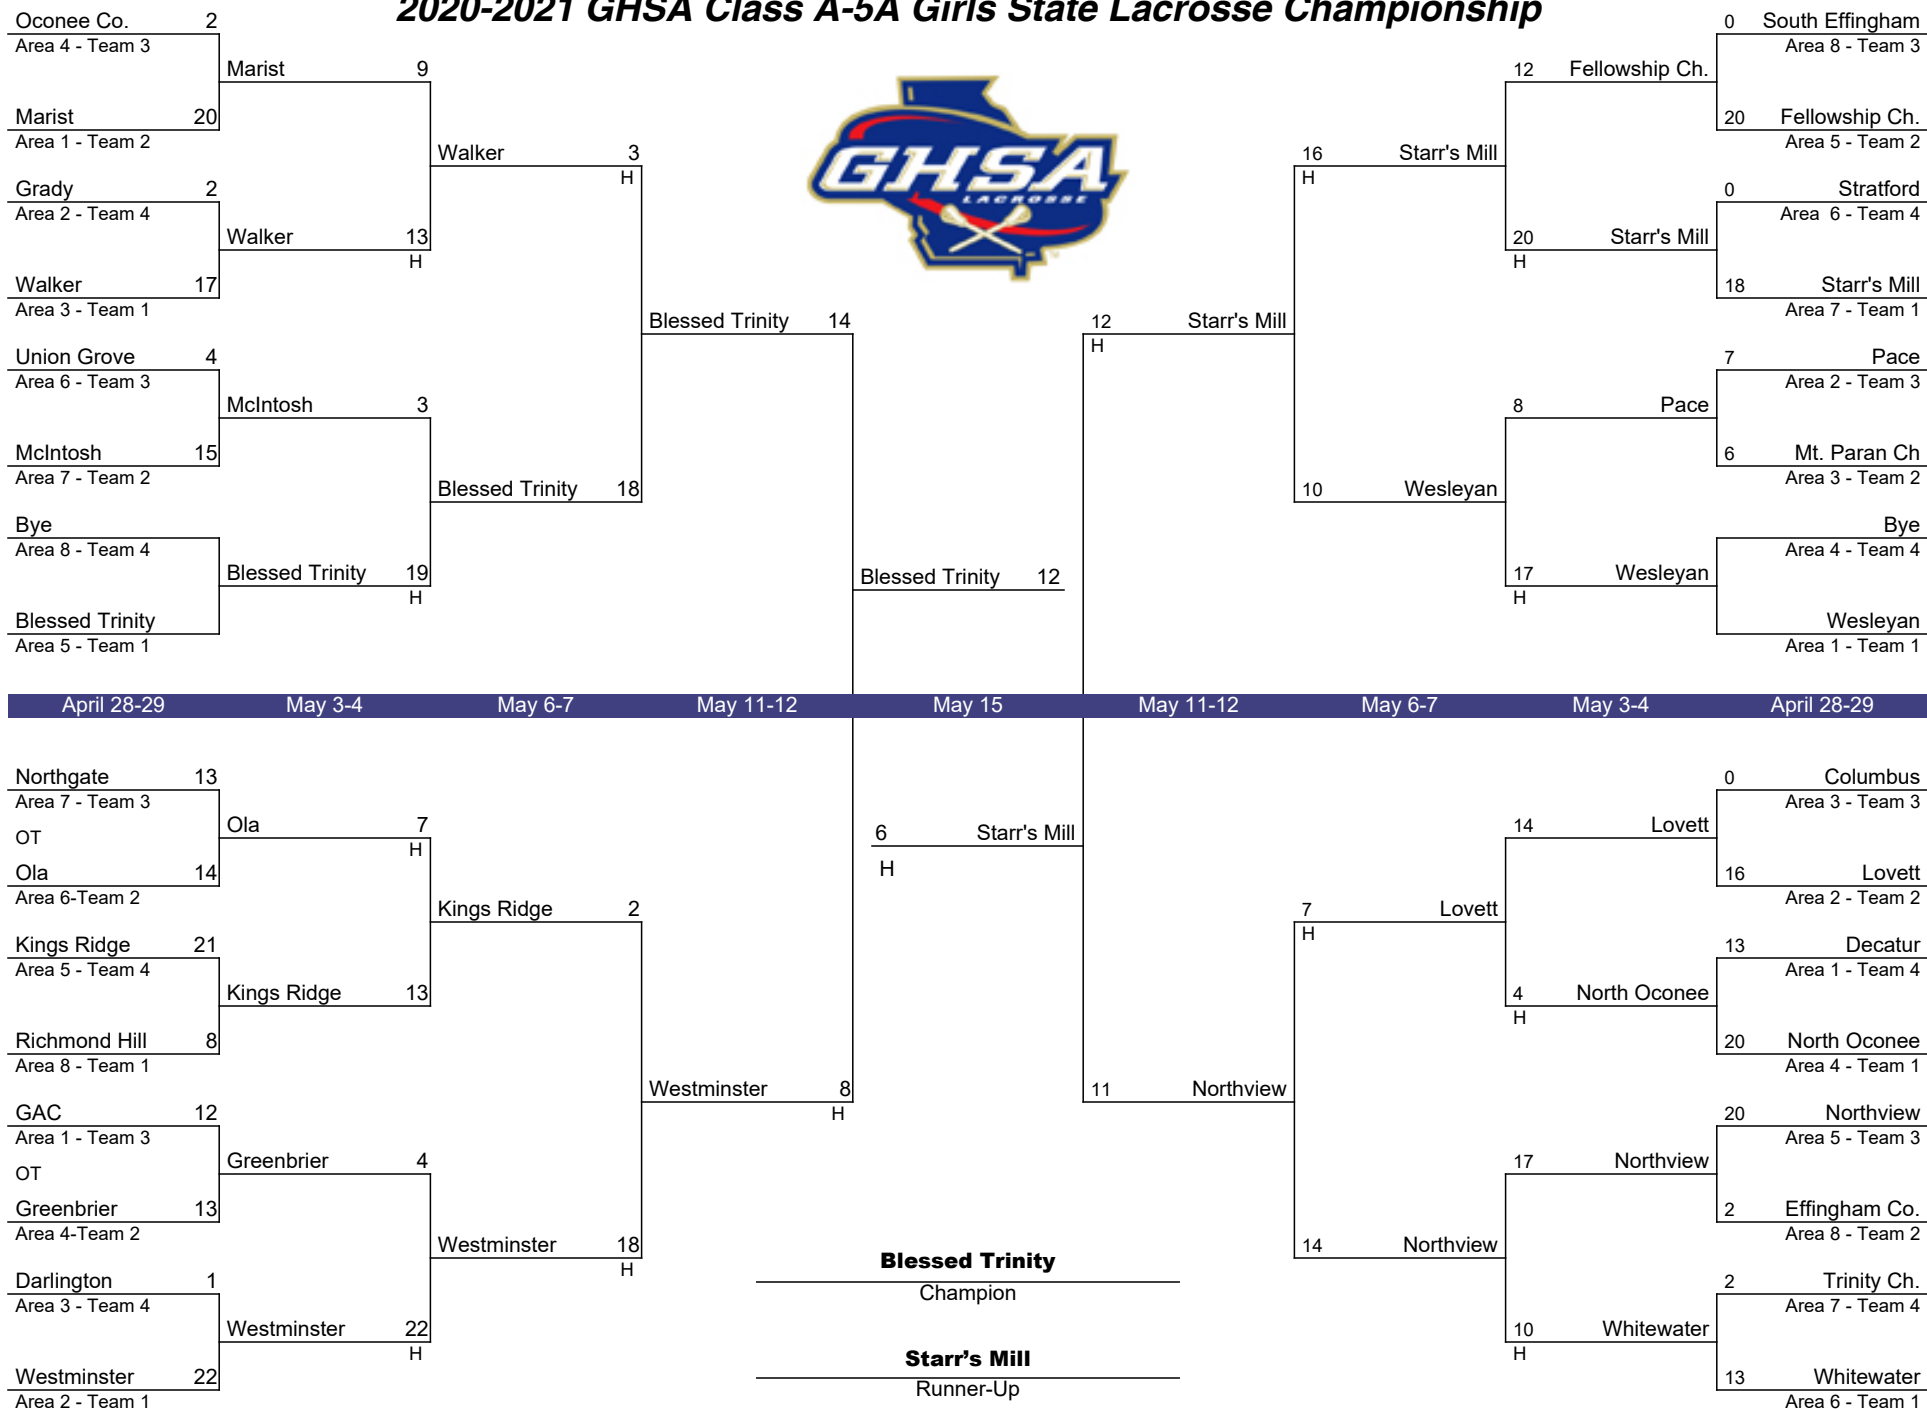 2020-2021 GHSA Class A-5A Girls State Lacrosse Championship
Oconee Co. 2
Area 4 - Team 3
Marist 20
Area 1 - Team 2
Grady 2
Area 2 - Team 4
Walker 17
Area 3 - Team 1
Union Grove 4
Area 6 - Team 3
McIntosh 15
Area 7 - Team 2
Bye
Area 8 - Team 4
Blessed Trinity
Area 5 - Team 1
Marist 9
Walker 13
H
McIntosh 3
Blessed Trinity 19
H
Walker 3
H
Blessed Trinity 18
Blessed Trinity 14
Blessed Trinity 12
GHSA
LACROSSE
TM
12 Starr's Mill
H
16 Starr's Mill
H
10 Wesleyan
12 Fellowship Ch.
20 Starr's Mill
H
8 Pace
17 Wesleyan
H
0 South Effingham
Area 8 - Team 3
20 Fellowship Ch.
Area 5 - Team 2
0 Stratford
Area 6 - Team 4
18 Starr's Mill
Area 7 - Team 1
7 Pace
Area 2 - Team 3
6 Mt. Paran Ch
Area 3 - Team 2
Bye
Area 4 - Team 4
Wesleyan
Area 1 - Team 1
April 28-29 May 3-4 May 6-7 May 11-12 May 15 May 11-12 May 6-7 May 3-4 April 28-29
Northgate 13
Area 7 - Team 3
OT
Ola 14
Area 6-Team 2
Kings Ridge 21
Area 5 - Team 4
Richmond Hill 8
Area 8 - Team 1
GAC 12
Area 1 - Team 3
OT
Greenbrier 13
Area 4-Team 2
Darlington 1
Area 3 - Team 4
Westminster 22
Area 2 - Team 1
Ola 7
H
Kings Ridge 13
Greenbrier 4
Westminster 22
H
Kings Ridge 2
Westminster 18
H
Westminster 8
H
6 Starr's Mill
H
11 Northview
7 Lovett
H
14 Northview
14 Lovett
4 North Oconee
H
17 Northview
10 Whitewater
H
0 Columbus
Area 3 - Team 3
16 Lovett
Area 2 - Team 2
13 Decatur
Area 1 - Team 4
20 North Oconee
Area 4 - Team 1
20 Northview
Area 5 - Team 3
2 Effingham Co.
Area 8 - Team 2
2 Trinity Ch.
Area 7 - Team 4
13 Whitewater
Area 6 - Team 1
Blessed Trinity
Champion
Starr’s Mill
Runner-Up